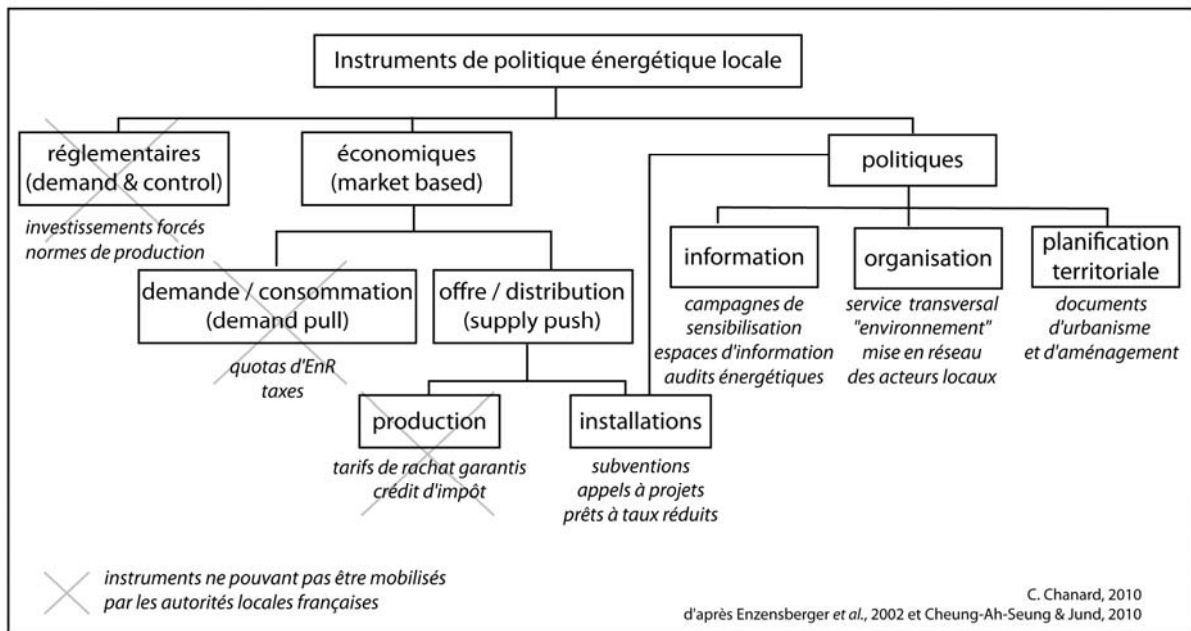 Instruments de politique énergétique locale
réglementaires
(demand & control)
investissements forcés
normes de production
économiques
(market based)
politiques
demande / consommation
(demand pull)
quotas d'EnR
taxes
offre / distribution
(supply push)
production
tarifs de rachat garantis
crédit d'impôt
installations
subventions
appels à projets
prêts à taux réduits
information
campagnes de
sensibilisation
espaces d'information
audits énergétiques
organisation
service transversal
"environnement"
mise en réseau
des acteurs locaux
planification
territoriale
documents
d'urbanisme
et d'aménagement
instruments ne pouvant pas être mobilisés
par les autorités locales françaises
C. Chanard, 2010
d'après Enzensberger et al., 2002 et Cheung-Ah-Seung & Jund, 2010